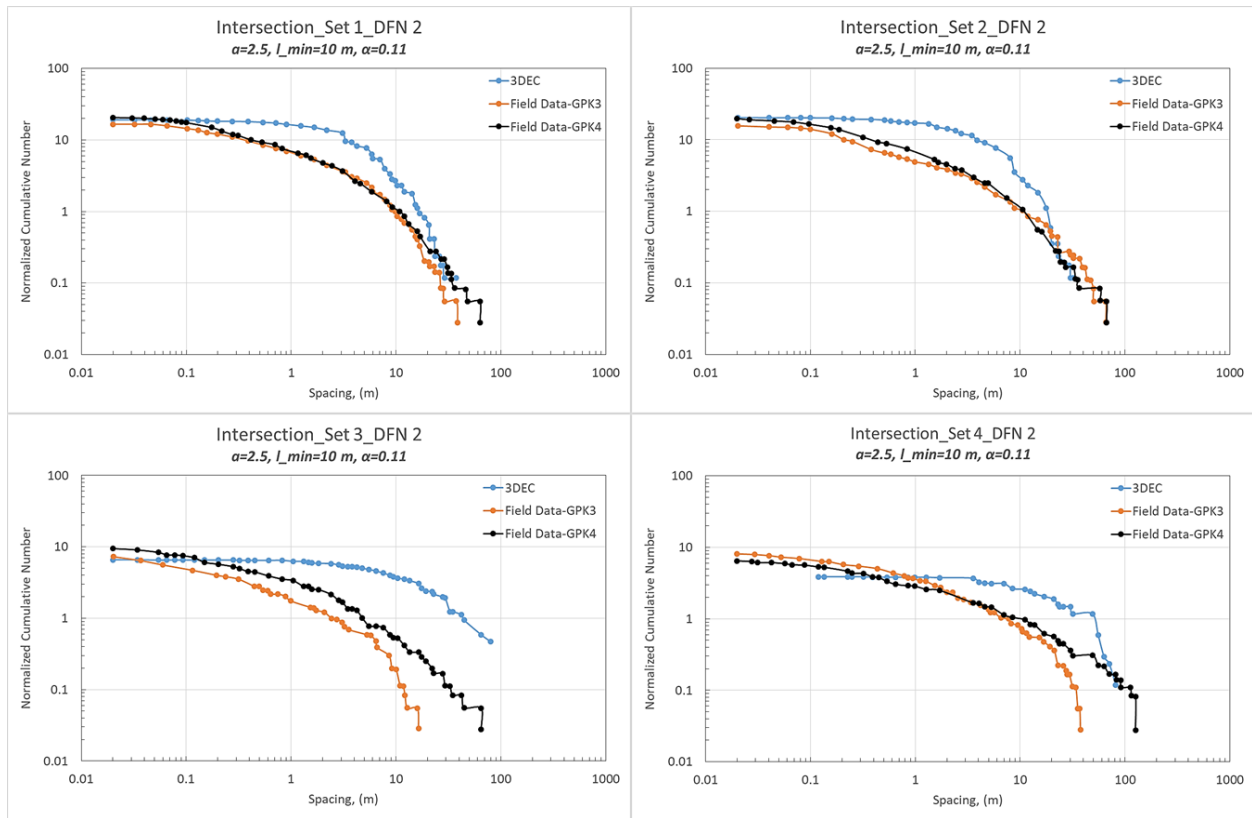 Intersection_Set 1_DFN 2
a=2.5, l_min=10 m, α=0.11
100
10
1
0.1
0.01
Normalized Cumulative Number
3DEC
Field Data-GPK3
Field Data-GPK4
0.01 0.1 1 10 100 1000
Spacing, (m)
Intersection_Set 2_DFN 2
a=2.5, l_min=10 m, α=0.11
100
10
1
0.1
0.01
Normalized Cumulative Number
3DEC
Field Data-GPK3
Field Data-GPK4
0.01 0.1 1 10 100 1000
Spacing, (m)
Intersection_Set 3_DFN 2
a=2.5, l_min=10 m, α=0.11
100
10
1
0.1
0.01
Normalized Cumulative Number
3DEC
Field Data-GPK3
Field Data-GPK4
0.01 0.1 1 10 100 1000
Spacing, (m)
Intersection_Set 4_DFN 2
a=2.5, l_min=10 m, α=0.11
100
10
1
0.1
0.01
Normalized Cumulative Number
3DEC
Field Data-GPK3
Field Data-GPK4
0.01 0.1 1 10 100 1000
Spacing, (m)